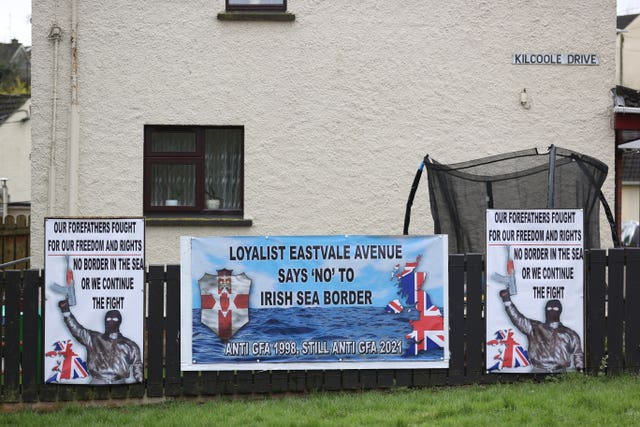 KILCOOLE DRIVE
OUR FOREFATHERS FOUGHT
FOR OUR FREEDOM AND RIGHTS
NO BORDER IN THE SEA
OR WE CONTINUE
THE FIGHT
LOYALIST EASTVALE AVENUE
SAYS 'NO' TO
IRISH SEA BORDER
ANTI GFA 1998, STILL ANTI GFA 2021
OUR FOREFATHERS FOUGHT
FOR OUR FREEDOM AND RIGHTS
NO BORDER IN THE SEA
OR WE CONTINUE
THE FIGHT